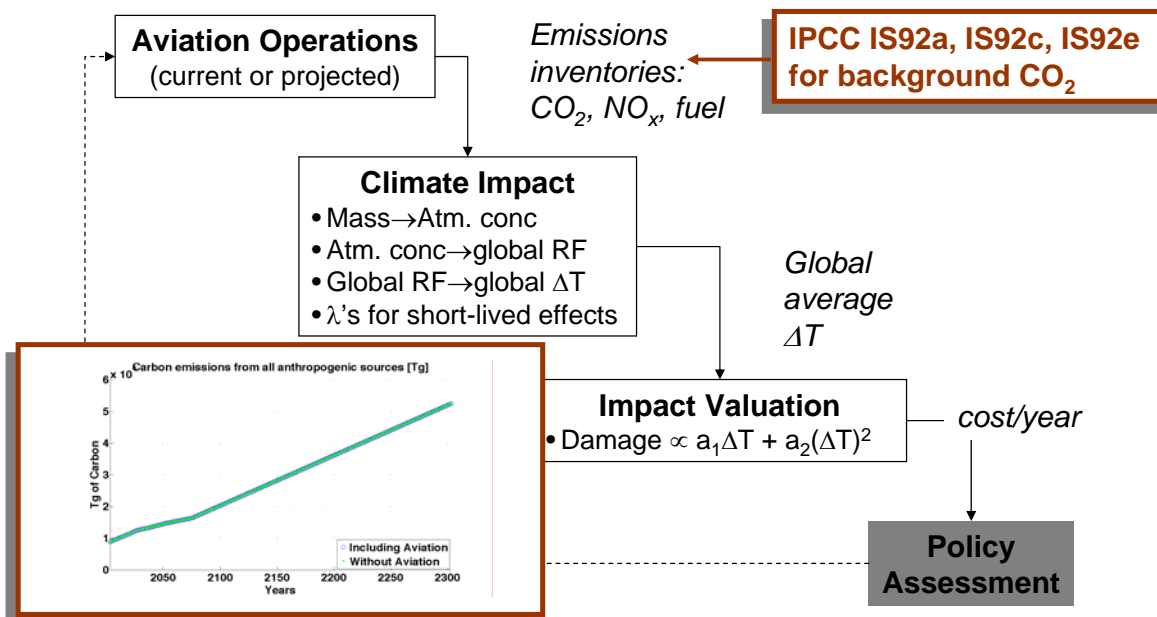 Aviation Operations
(current or projected)
Emissions
inventories:
CO₂, NOₓ, fuel
IPCC IS92a, IS92c, IS92e
for background CO₂
Climate Impact
• Mass→Atm. conc
• Atm. conc→global RF
• Global RF→global ΔT
• λ's for short-lived effects
Global
average
ΔT
Carbon emissions from all anthropogenic sources [Tg]
6
5
4
3
2
1
0
Tg of Carbon
2050 2100 2150 2200 2250 2300
Years
Including Aviation
Without Aviation
Impact Valuation
• Damage ∝ a₁ΔT + a₂(ΔT)²
cost/year
Policy
Assessment